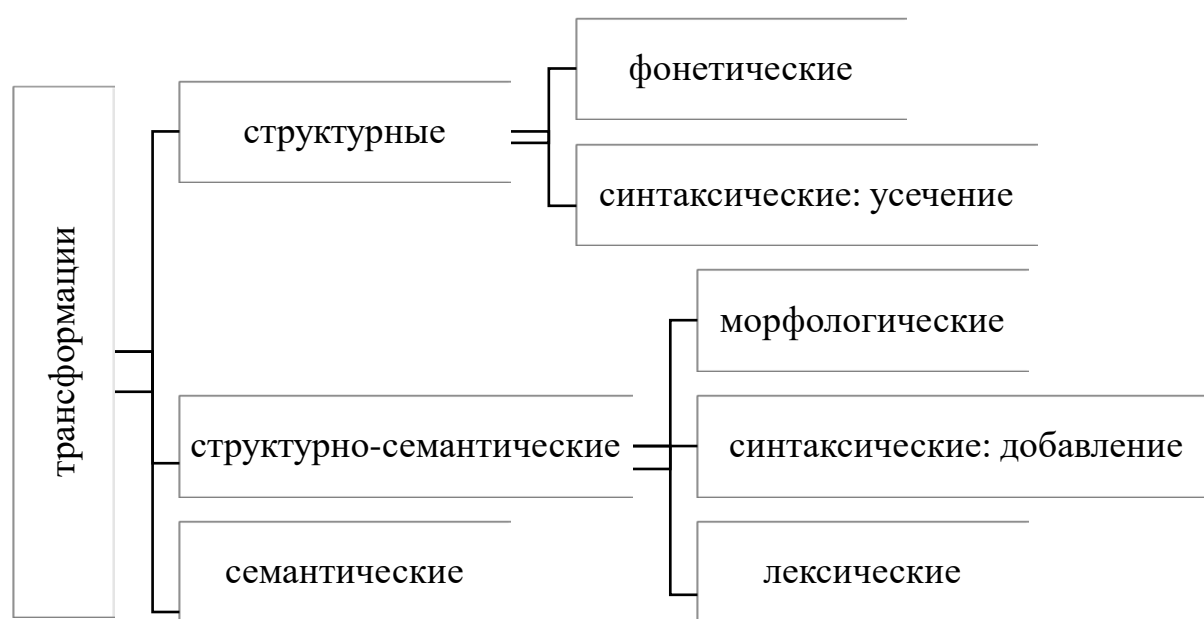 трансформации
структурные
фонетические
синтаксические: усечение
структурно-семантические
морфологические
синтаксические: добавление
лексические
семантические